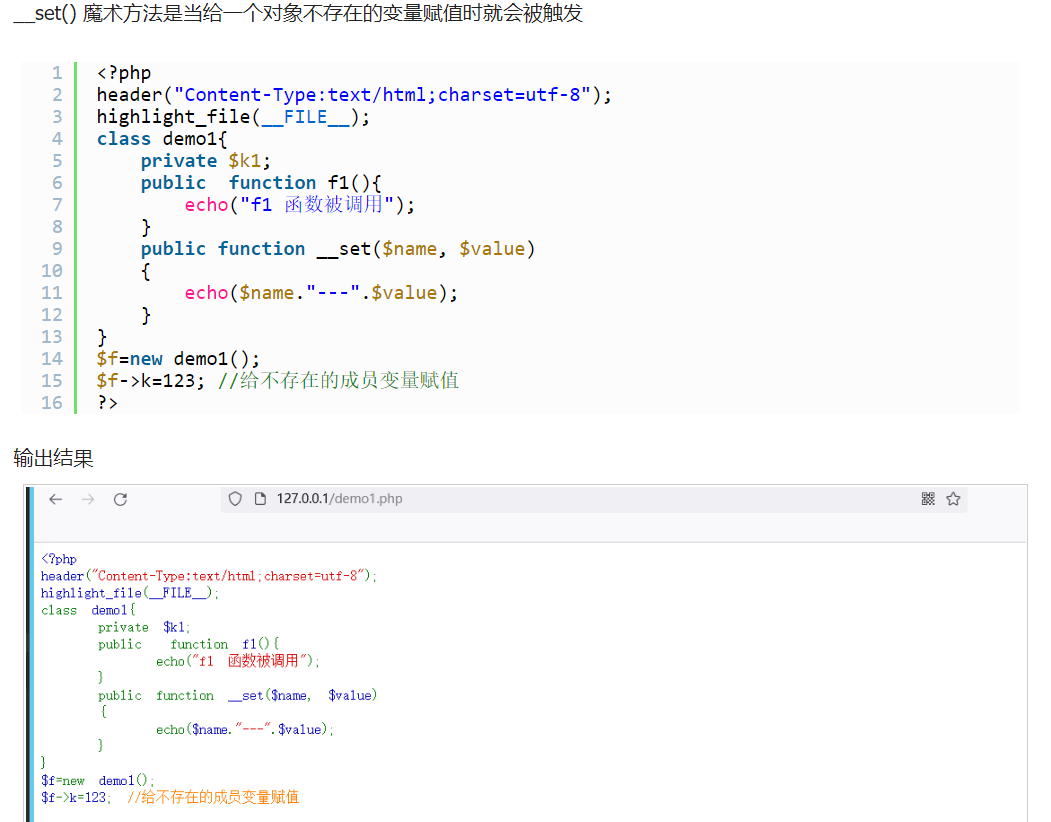 __set() 魔术方法是当给一个对象不存在的变量赋值时就会被触发
1 <?php
2 header("Content-Type:text/html;charset=utf-8");
3 highlight_file(__FILE__);
4 class demo1{
5     private $k1;
6     public  function f1(){
7         echo("f1 函数被调用");
8     }
9     public function __set($name, $value)
10     {
11         echo($name."---".$value);
12     }
13 }
14 $f=new demo1();
15 $f->k=123; //给不存在的成员变量赋值
16 ?>
输出结果
127.0.0.1/demo1.php
<?php
header("Content-Type:text/html;charset=utf-8");
highlight_file(__FILE__);
class  demo1{
        private  $k1;
        public    function  f1(){
                echo("f1  函数被调用");
        }
        public  function  __set($name,  $value)
        {
                echo($name."---".$value);
        }
}
$f=new  demo1();
$f->k=123;  //给不存在的成员变量赋值